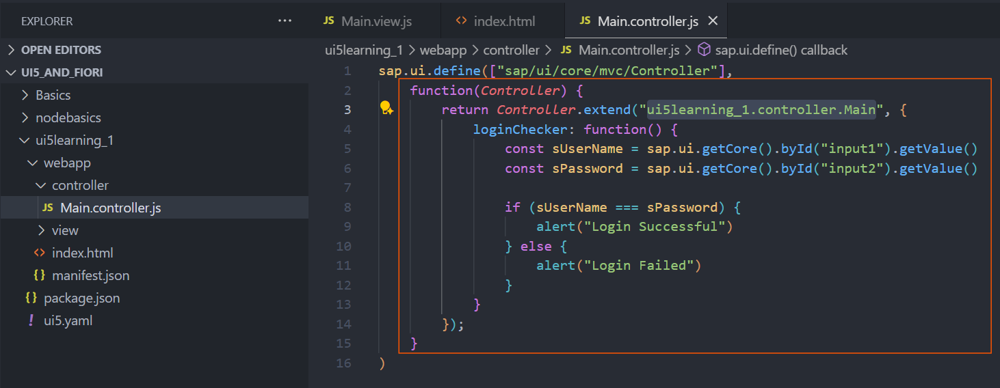 EXPLORER
···
JS Main.view.js
<> index.html
JS Main.controller.js ×
OPEN EDITORS
UI5_AND_FIORI
Basics
nodebasics
ui5learning_1
webapp
controller
JS Main.controller.js
view
<> index.html
{} manifest.json
{} package.json
! ui5.yaml
ui5learning_1 > webapp > controller > JS Main.controller.js > sap.ui.define() callback
1 sap.ui.define(["sap/ui/core/mvc/Controller"],
2     function(Controller) {
3         return Controller.extend("ui5learning_1.controller.Main", {
4             loginChecker: function() {
5                 const sUserName = sap.ui.getCore().byId("input1").getValue()
6                 const sPassword = sap.ui.getCore().byId("input2").getValue()
7
8                 if (sUserName === sPassword) {
9                     alert("Login Successful")
10                 } else {
11                     alert("Login Failed")
12                 }
13             }
14         });
15     }
16 )